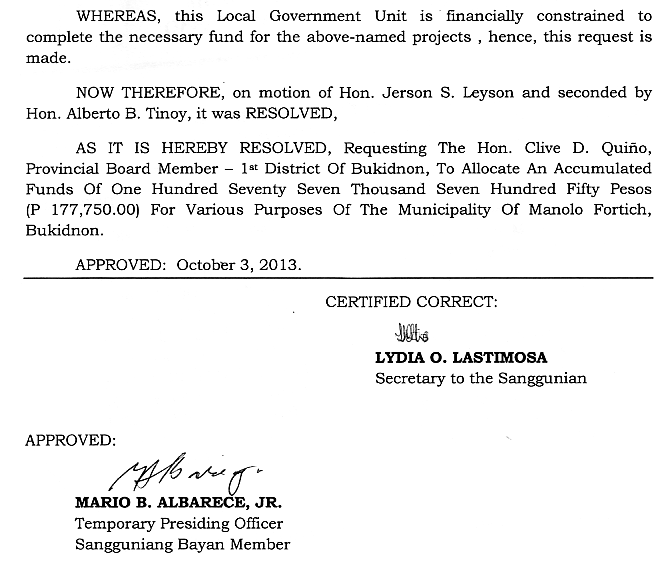 WHEREAS, this Local Government Unit is financially constrained to
complete the necessary fund for the above-named projects , hence, this request is
made.
NOW THEREFORE, on motion of Hon. Jerson S. Leyson and seconded by
Hon. Alberto B. Tinoy, it was RESOLVED,
AS IT IS HEREBY RESOLVED, Requesting The Hon. Clive D. Quiño,
Provincial Board Member – 1st District Of Bukidnon, To Allocate An Accumulated
Funds Of One Hundred Seventy Seven Thousand Seven Hundred Fifty Pesos
(P 177,750.00) For Various Purposes Of The Municipality Of Manolo Fortich,
Bukidnon.
APPROVED: October 3, 2013.
CERTIFIED CORRECT:
LYDIA O. LASTIMOSA
Secretary to the Sanggunian
APPROVED:
MARIO B. ALBARECE, JR.
Temporary Presiding Officer
Sangguniang Bayan Member